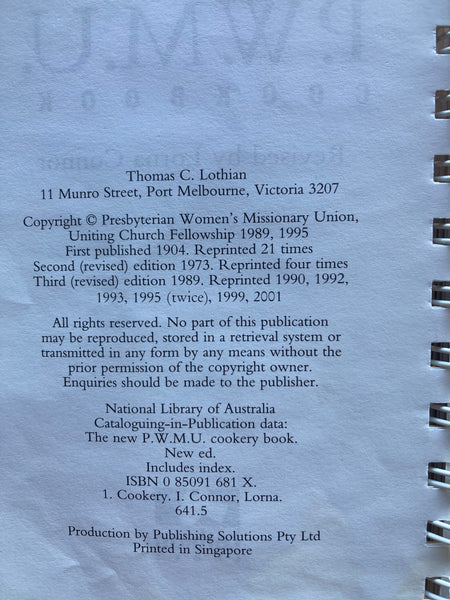 P.W.M.U.
COOKBOOK
Revised by Lorna Connor
Thomas C. Lothian
11 Munro Street, Port Melbourne, Victoria 3207
Copyright © Presbyterian Women's Missionary Union,
Uniting Church Fellowship 1989, 1995
First published 1904. Reprinted 21 times
Second (revised) edition 1973. Reprinted four times
Third (revised) edition 1989. Reprinted 1990, 1992,
1993, 1995 (twice), 1999, 2001
All rights reserved. No part of this publication
may be reproduced, stored in a retrieval system or
transmitted in any form by any means without the
prior permission of the copyright owner.
Enquiries should be made to the publisher.
National Library of Australia
Cataloguing-in-Publication data:
The new P.W.M.U. cookery book.
New ed.
Includes index.
ISBN 0 85091 681 X.
1. Cookery. I. Connor, Lorna.
641.5
Production by Publishing Solutions Pty Ltd
Printed in Singapore